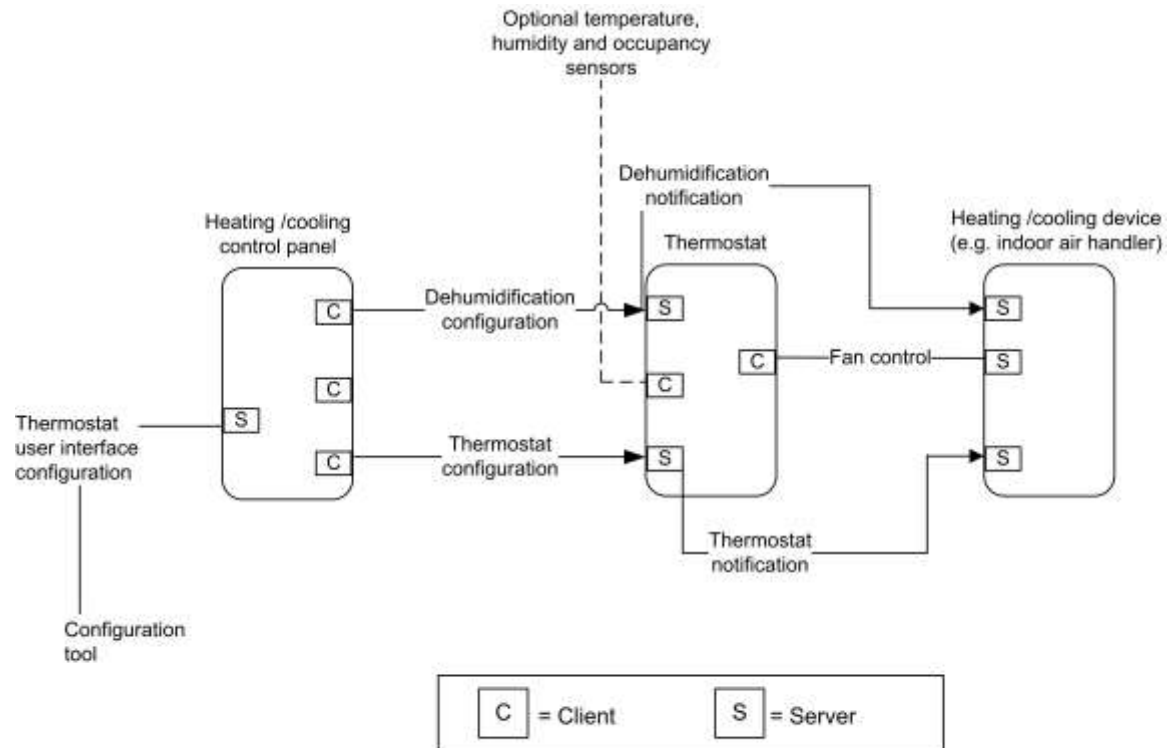 Optional temperature,
humidity and occupancy
sensors
Dehumidification
notification
Heating /cooling
control panel
Thermostat
Heating /cooling device
(e.g. indoor air handler)
C
Dehumidification
configuration
S
S
C
Fan control
S
C
C
S
Thermostat
user interface
configuration
C
Thermostat
configuration
S
S
Thermostat
notification
Configuration
tool
C = Client
S = Server